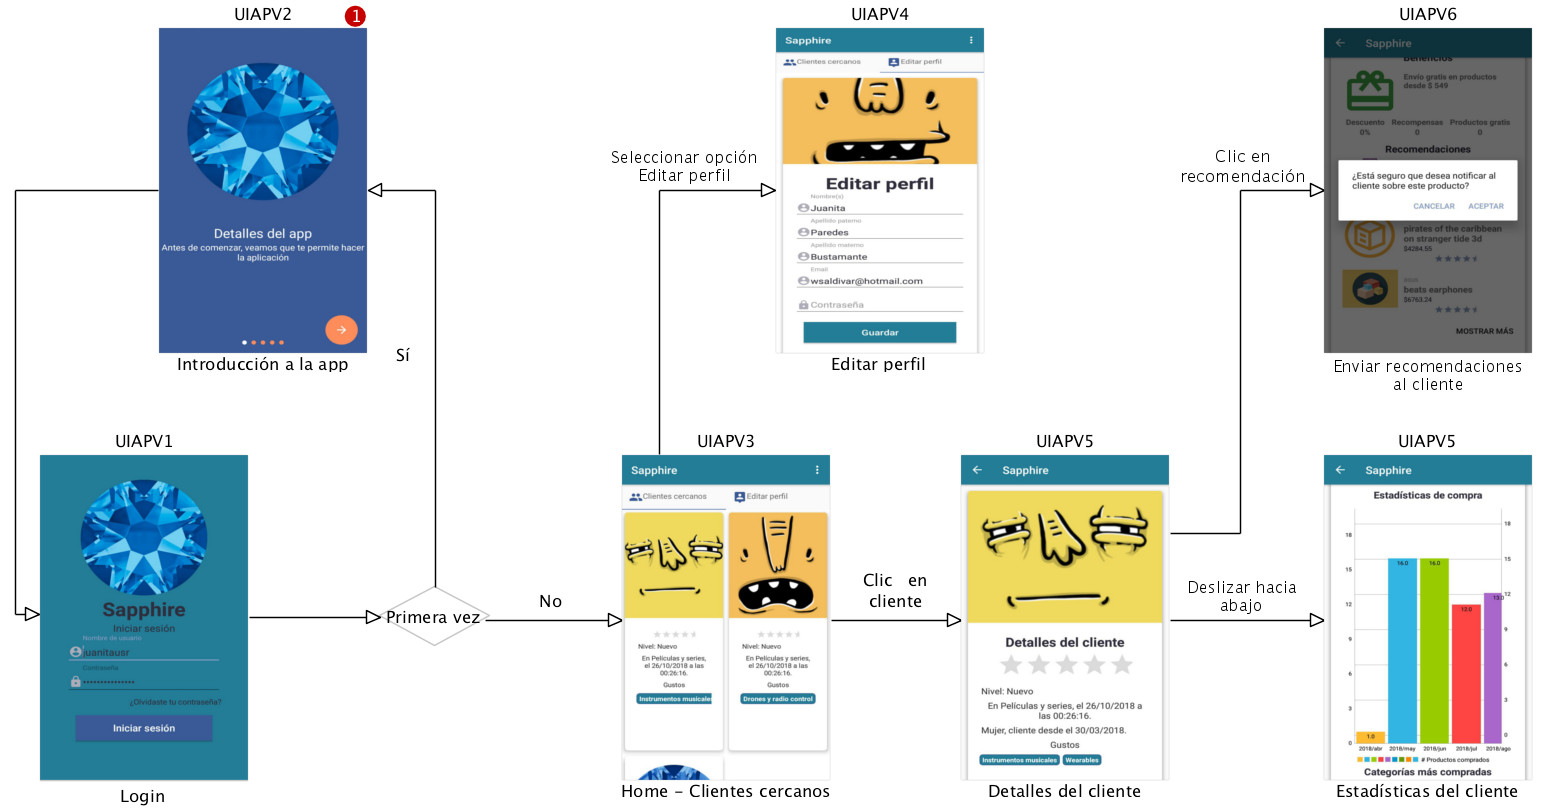 UIAPV2
1
Detalles del app
Antes de comenzar, veamos que te permite hacer
la aplicación
Introducción a la app
Sí
UIAPV1
Sapphire
Iniciar sesión
Nombre de usuario
juanitausr
Contraseña
¿Olvidaste tu contraseña?
Iniciar sesión
Login
Primera vez
No
Seleccionar opción
Editar perfil
UIAPV4
Sapphire
Clientes cercanos
Editar perfil
Editar perfil
Nombre(s)
Juanita
Apellido paterno
Paredes
Apellido materno
Bustamante
Email
wsaldivar@hotmail.com
Contraseña
Guardar
Editar perfil
UIAPV3
Sapphire
Clientes cercanos
Editar perfil
Nivel: Nuevo
En Películas y series,
el 26/10/2018 a las
00:26:16.
Gustos
Instrumentos musicales
Nivel: Nuevo
En Películas y series,
el 26/10/2018 a las
00:26:16.
Gustos
Drones y radio control
Home - Clientes cercanos
Clic en
cliente
UIAPV5
Sapphire
Detalles del cliente
Nivel: Nuevo
En Películas y series, el 26/10/2018 a
las 00:26:16.
Mujer, cliente desde el 30/03/2018.
Gustos
Instrumentos musicales
Wearables
Detalles del cliente
Clic en
recomendación
UIAPV6
Sapphire
Beneficios
Envío gratis en productos
desde $ 549
Descuento Recompensas Productos gratis
0% 0 0
Recomendaciones
¿Está seguro que desea notificar al
cliente sobre este producto?
CANCELAR ACEPTAR
pirates of the caribbean
on stranger tide 3d
$4284.55
beats earphones
$6763.24
MOSTRAR MÁS
Enviar recomendaciones
al cliente
Deslizar hacia
abajo
UIAPV5
Sapphire
Estadísticas de compra
18 18
15 15
12 12
9 9
6 6
3 3
0 0
1.0 16.0 16.0 12.0 13.0
2018/abr 2018/may 2018/jun 2018/jul 2018/ago
# Productos comprados
Categorías más compradas
Estadísticas del cliente